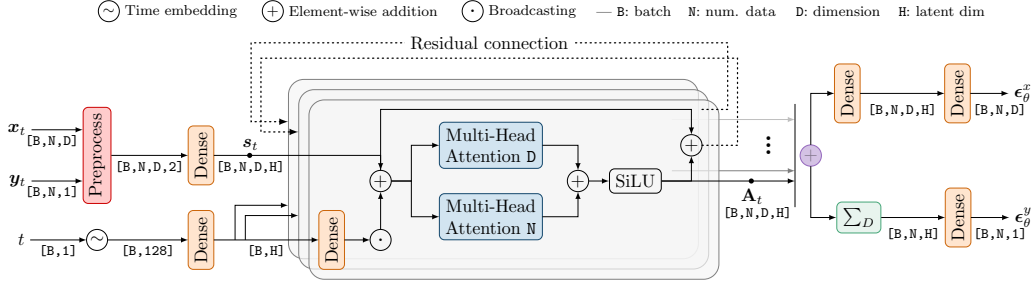 ∼ Time embedding + Element-wise addition · Broadcasting — B: batch N: num. data D: dimension H: latent dim
Residual connection
x_t
[B,N,D]
y_t
[B,N,1]
Preprocess
[B,N,D,2]
Dense
s_t
[B,N,D,H]
t
[B,1]
∼
[B,128]
Dense
[B,H]
Dense
·
+
Multi-Head
Attention D
Multi-Head
Attention N
+
SiLU
+
...
A_t
[B,N,D,H]
+
Dense
[B,N,D,H]
Dense
ϵ_θ^x
[B,N,D]
∑_D
[B,N,H]
Dense
ϵ_θ^y
[B,N,1]